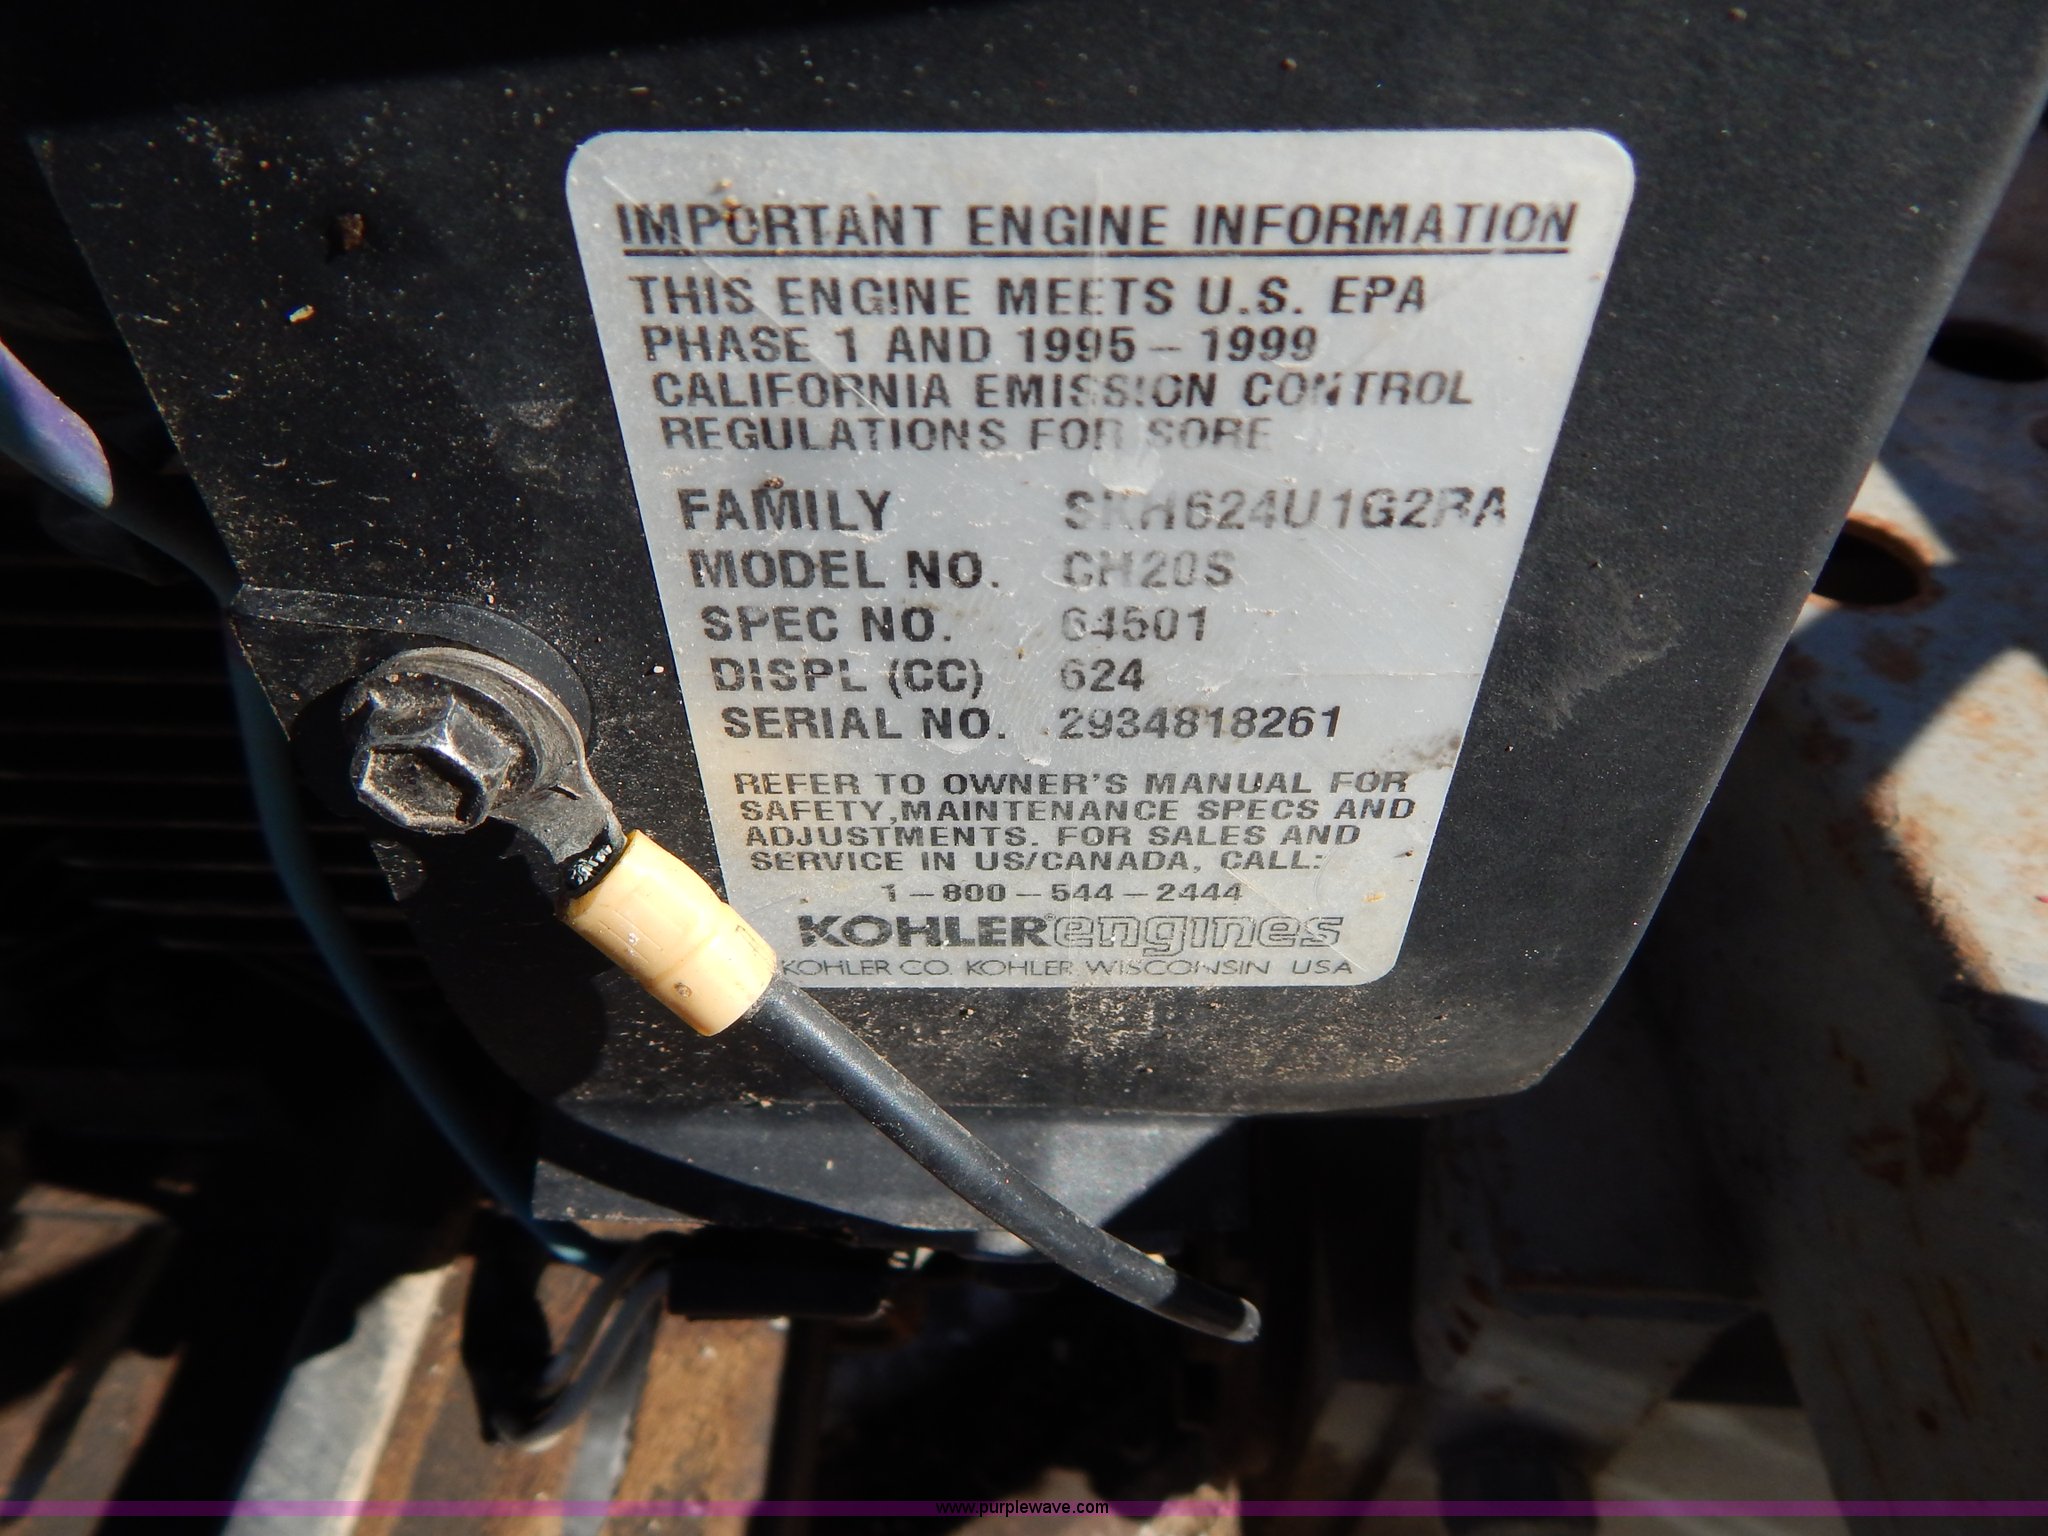 IMPORTANT ENGINE INFORMATION
THIS ENGINE MEETS U.S. EPA
PHASE 1 AND 1995 – 1999
CALIFORNIA EMISSION CONTROL
REGULATIONS FOR SORE
FAMILY SKH624U1G2RA
MODEL NO. CH20S
SPEC NO. 64501
DISPL (CC) 624
SERIAL NO. 2934818261
REFER TO OWNER'S MANUAL FOR
SAFETY,MAINTENANCE SPECS AND
ADJUSTMENTS. FOR SALES AND
SERVICE IN US/CANADA, CALL:
1–800–544–2444
KOHLER® engines
KOHLER CO. KOHLER, WISCONSIN USA
www.purplewave.com